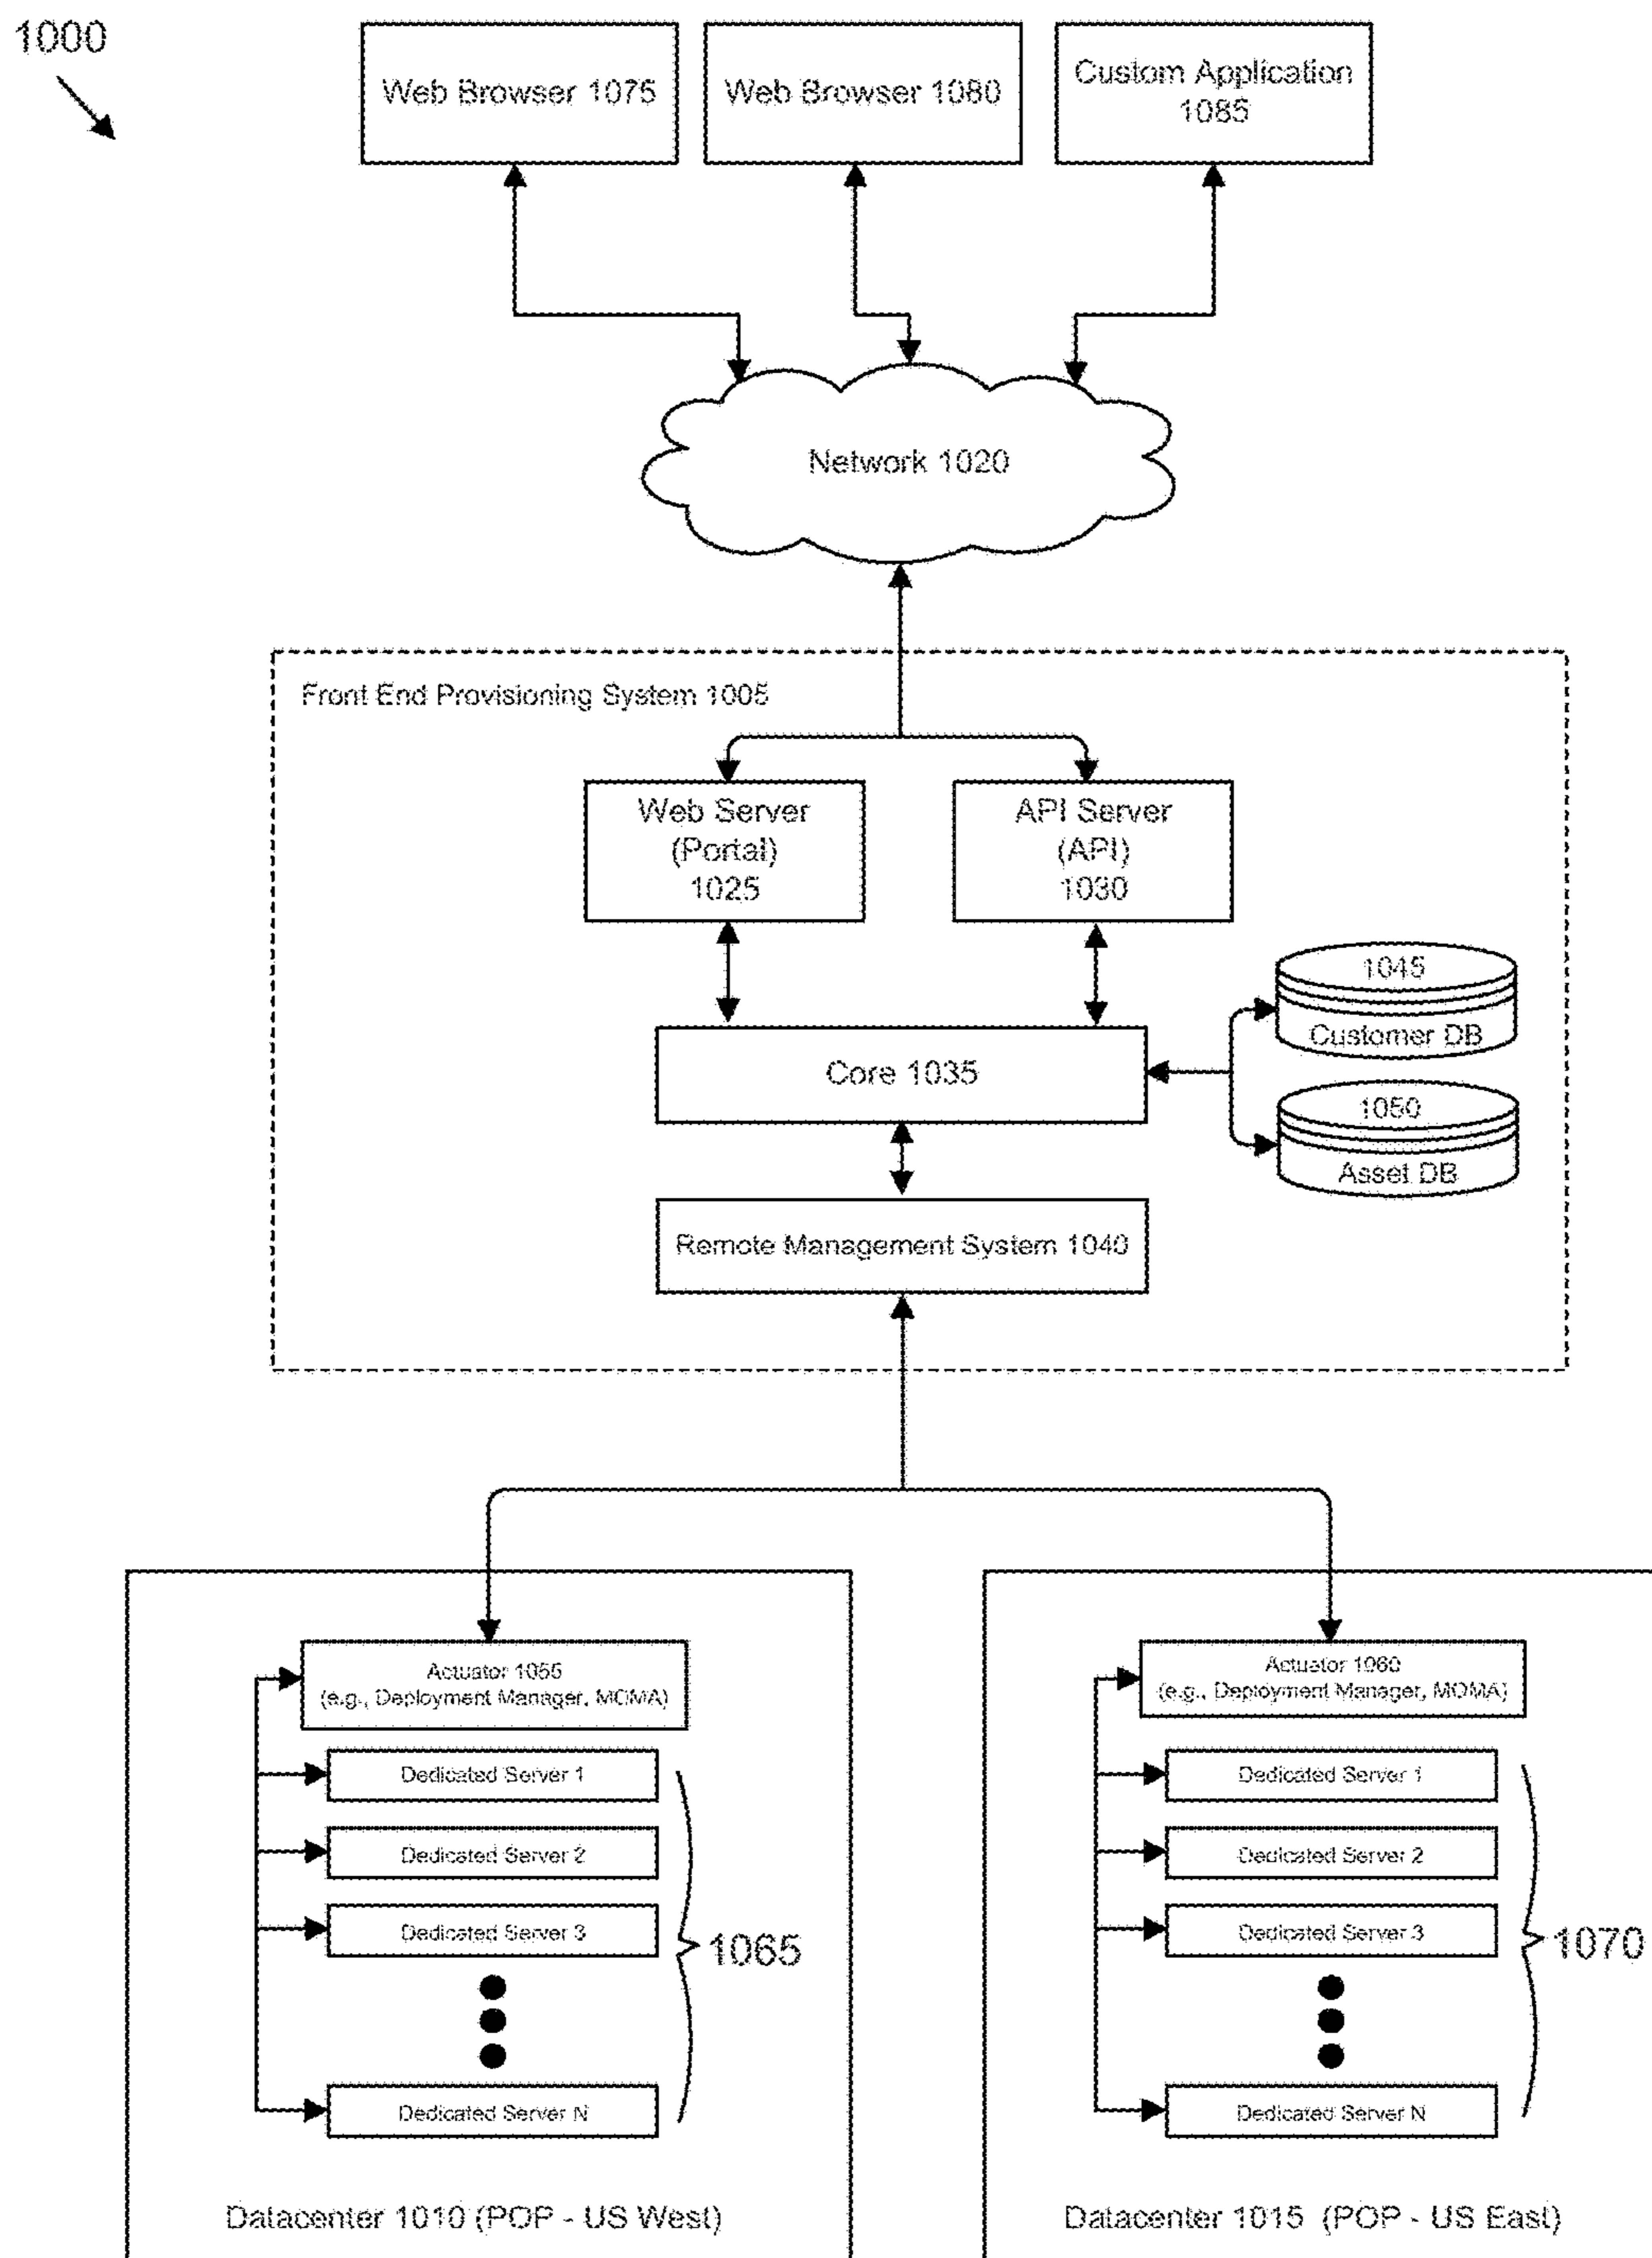 1000
Web Browser 1075
Web Browser 1080
Custom Application
1085
Network 1020
Front End Provisioning System 1005
Web Server
(Portal)
1025
API Server
(API)
1030
1045
Customer DB
Core 1035
1050
Asset DB
Remote Management System 1040
Actuator 1055
(e.g., Deployment Manager, MOMA)
Dedicated Server 1
Dedicated Server 2
Dedicated Server 3
1065
Dedicated Server N
Datacenter 1010 (POP - US West)
Actuator 1060
(e.g., Deployment Manager, MOMA)
Dedicated Server 1
Dedicated Server 2
Dedicated Server 3
1070
Dedicated Server N
Datacenter 1015 (POP - US East)